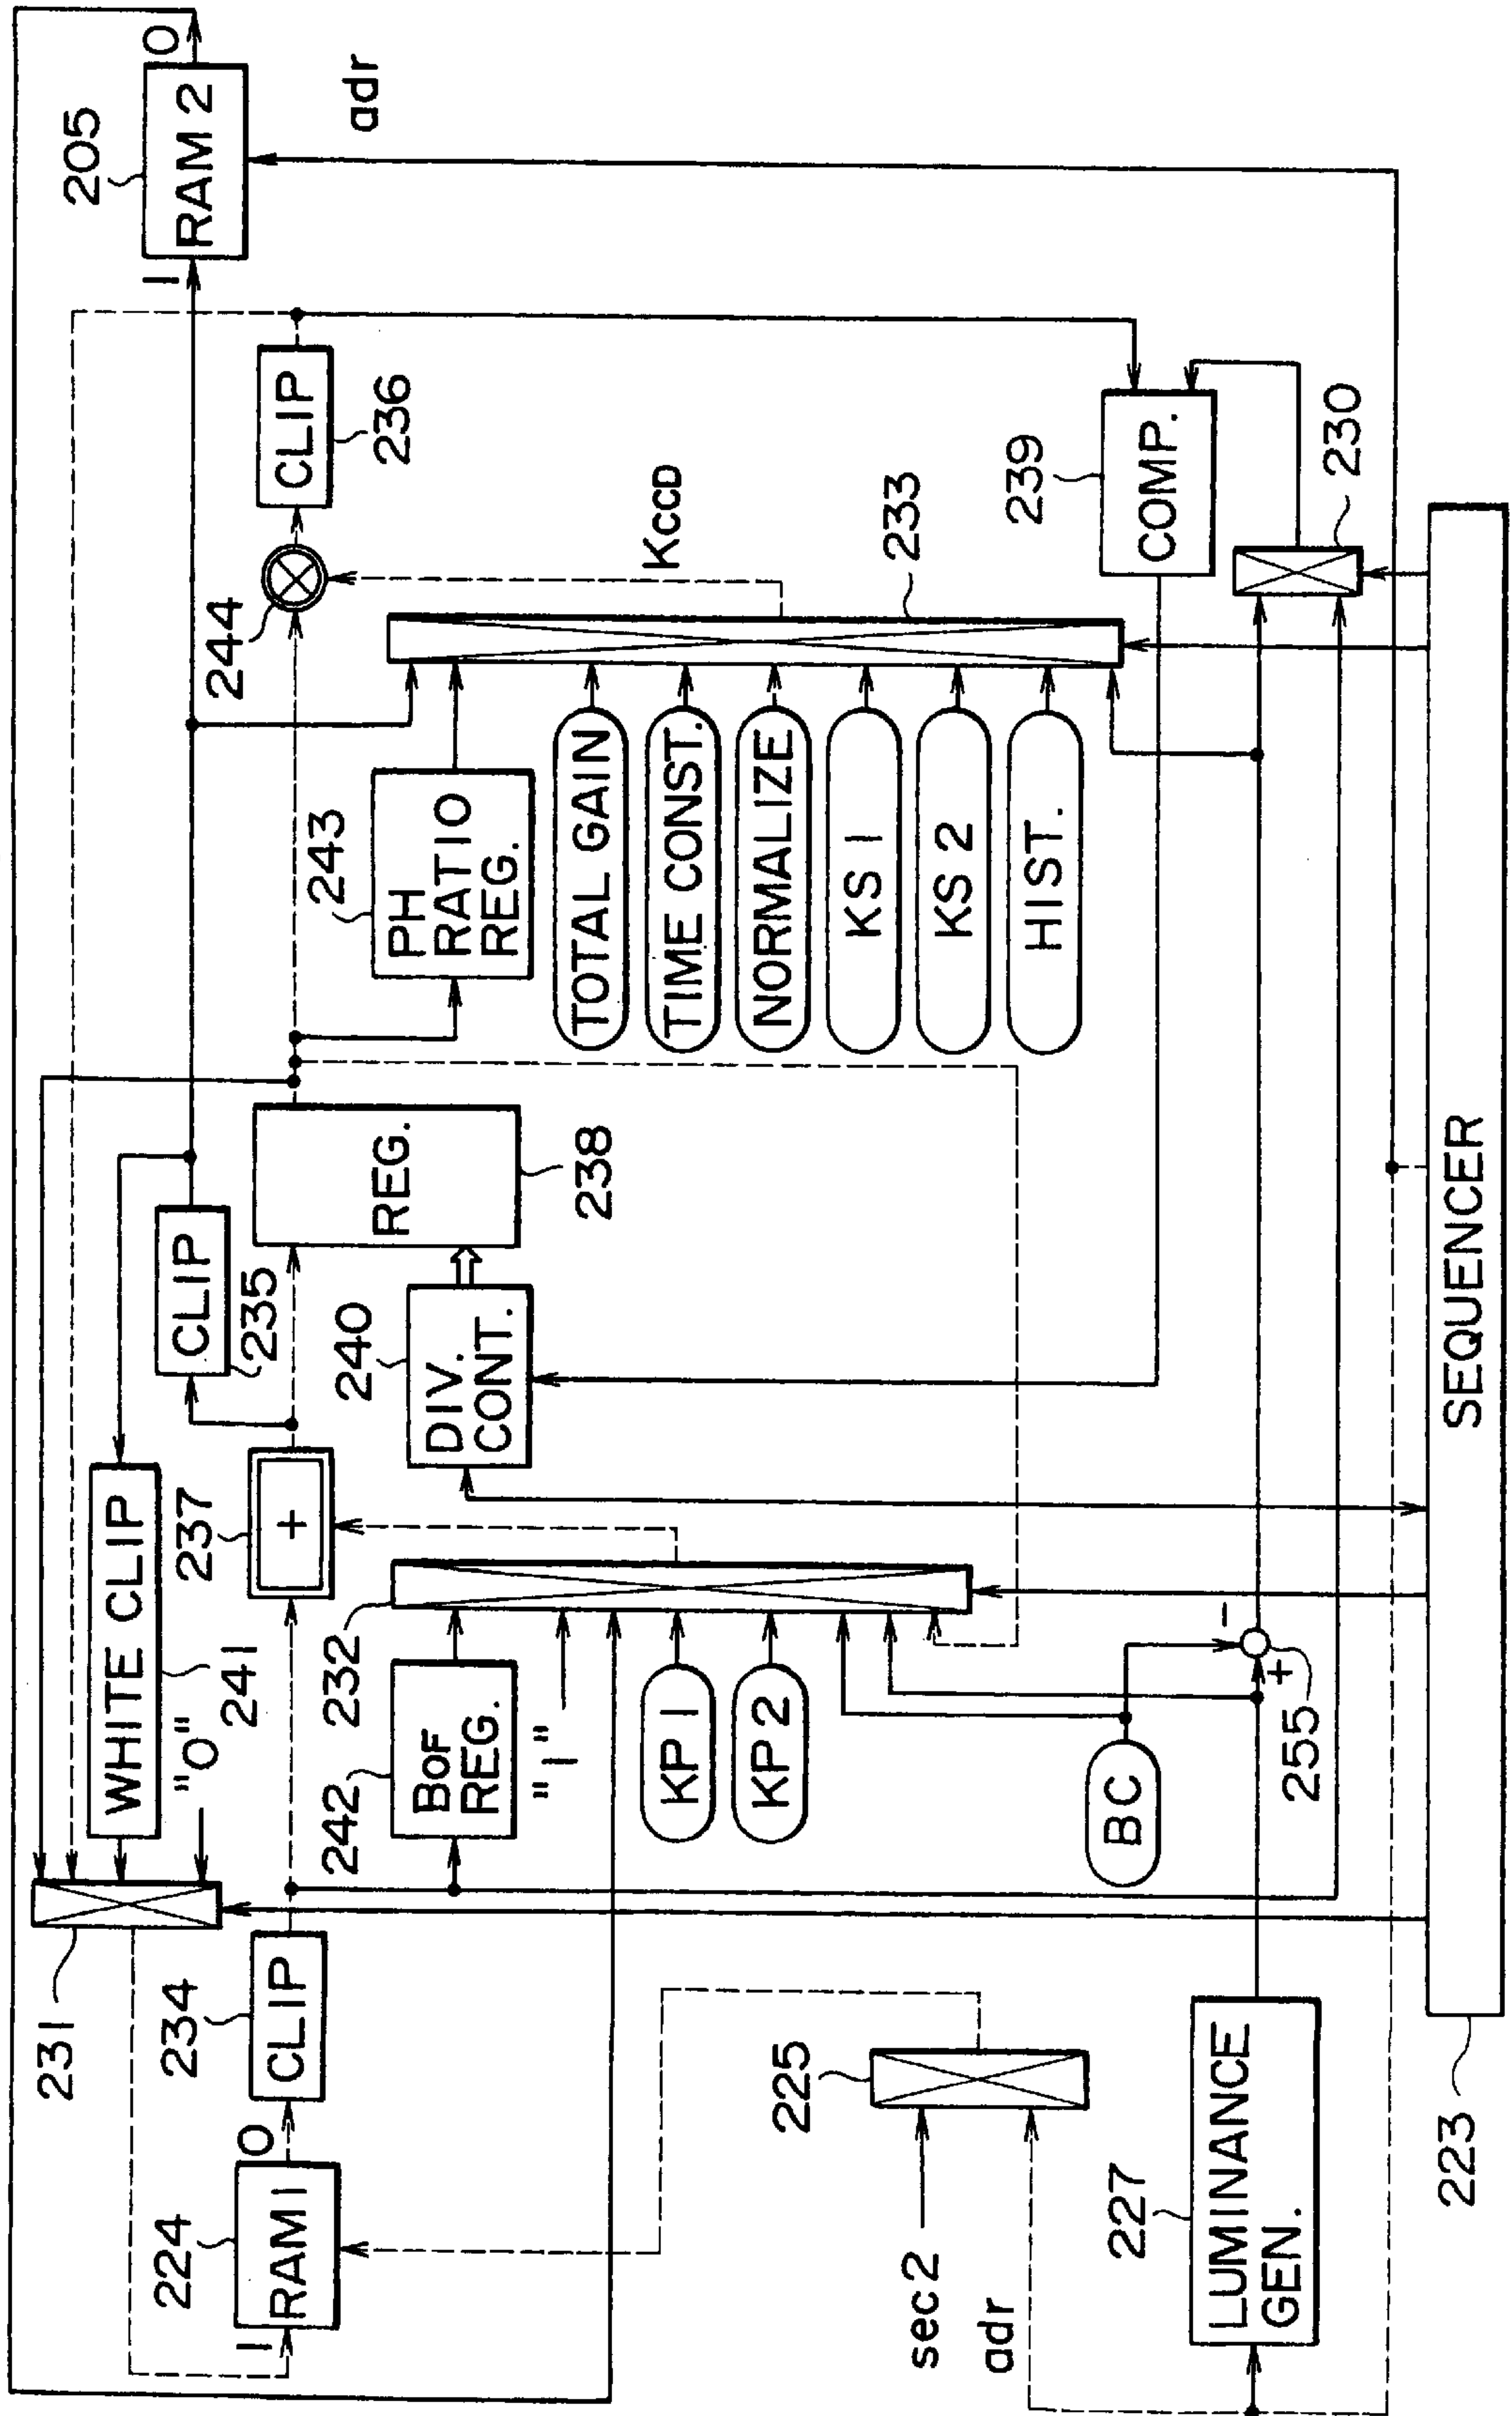 205
RAM 2
I
O
adr
231
WHITE CLIP
241
"O"
CLIP
235
224
RAM 1
I
O
234
CLIP
237
+
REG.
238
244
CLIP
236
KCCD
242
BOF
REG.
232
"1"
KP 1
KP 2
240
DIV.
CONT.
243
PH
RATIO
REG.
TOTAL GAIN
TIME CONST.
NORMALIZE
KS 1
KS 2
HIST.
233
239
COMP.
230
225
sec2
adr
BC
227
LUMINANCE
GEN.
+
-
255
SEQUENCER
223